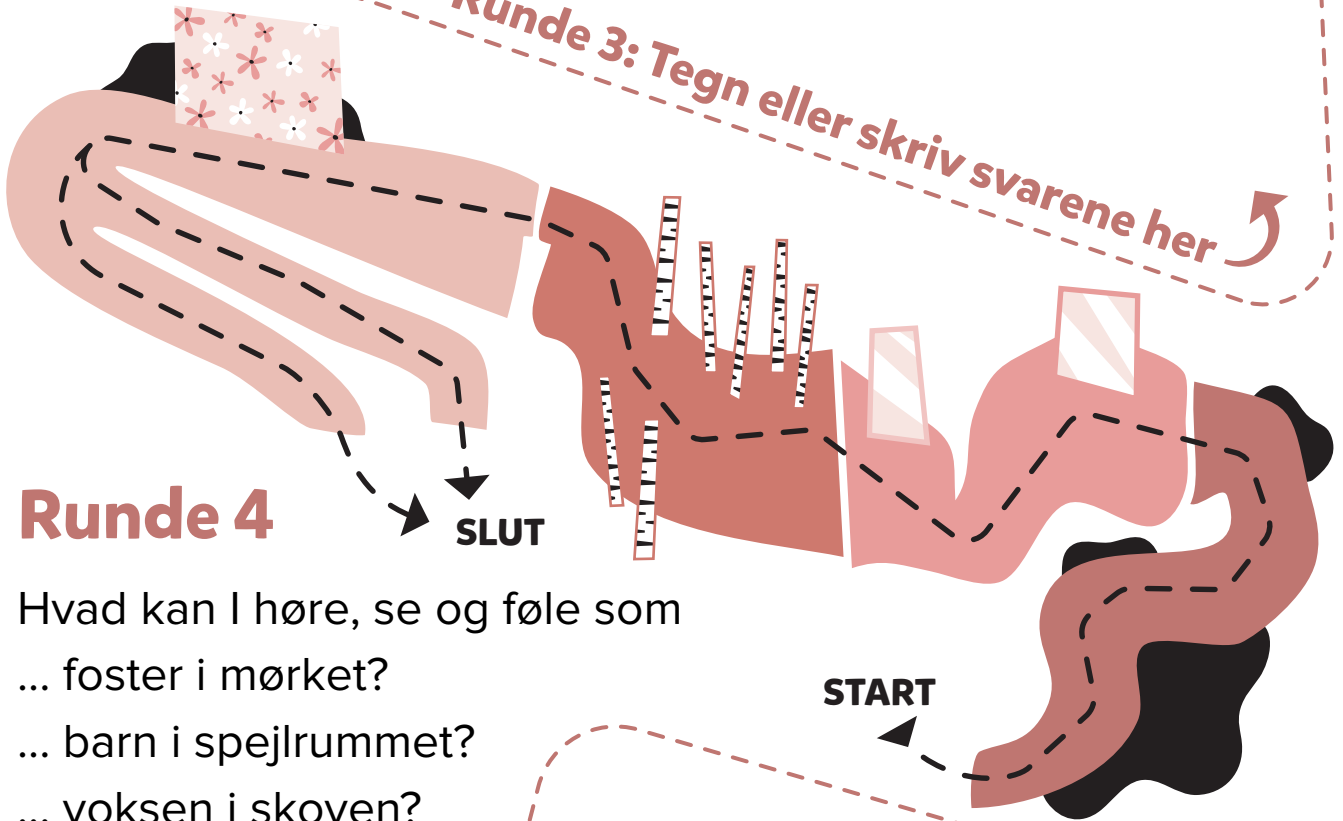 Runde 3: Tegn eller skriv svarene her
SLUT
Runde 4
Hvad kan I høre, se og føle som
... foster i mørket?
START
... barn i spejlrummet?
... voksen i skoven?